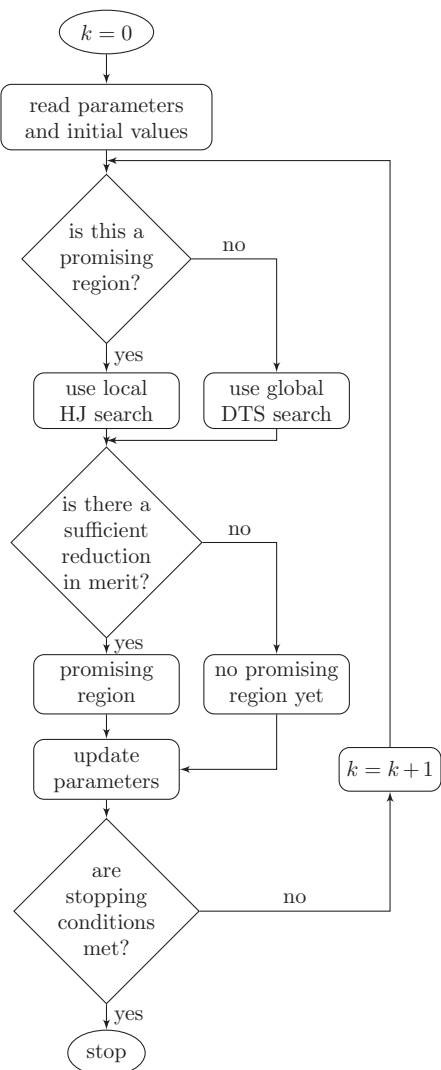 k = 0
read parameters
and initial values
is this a
promising
region?
no
yes
use local
HJ search
use global
DTS search
is there a
sufficient
reduction
in merit?
no
yes
promising
region
no promising
region yet
update
parameters
k = k + 1
are
stopping
conditions
met?
no
yes
stop